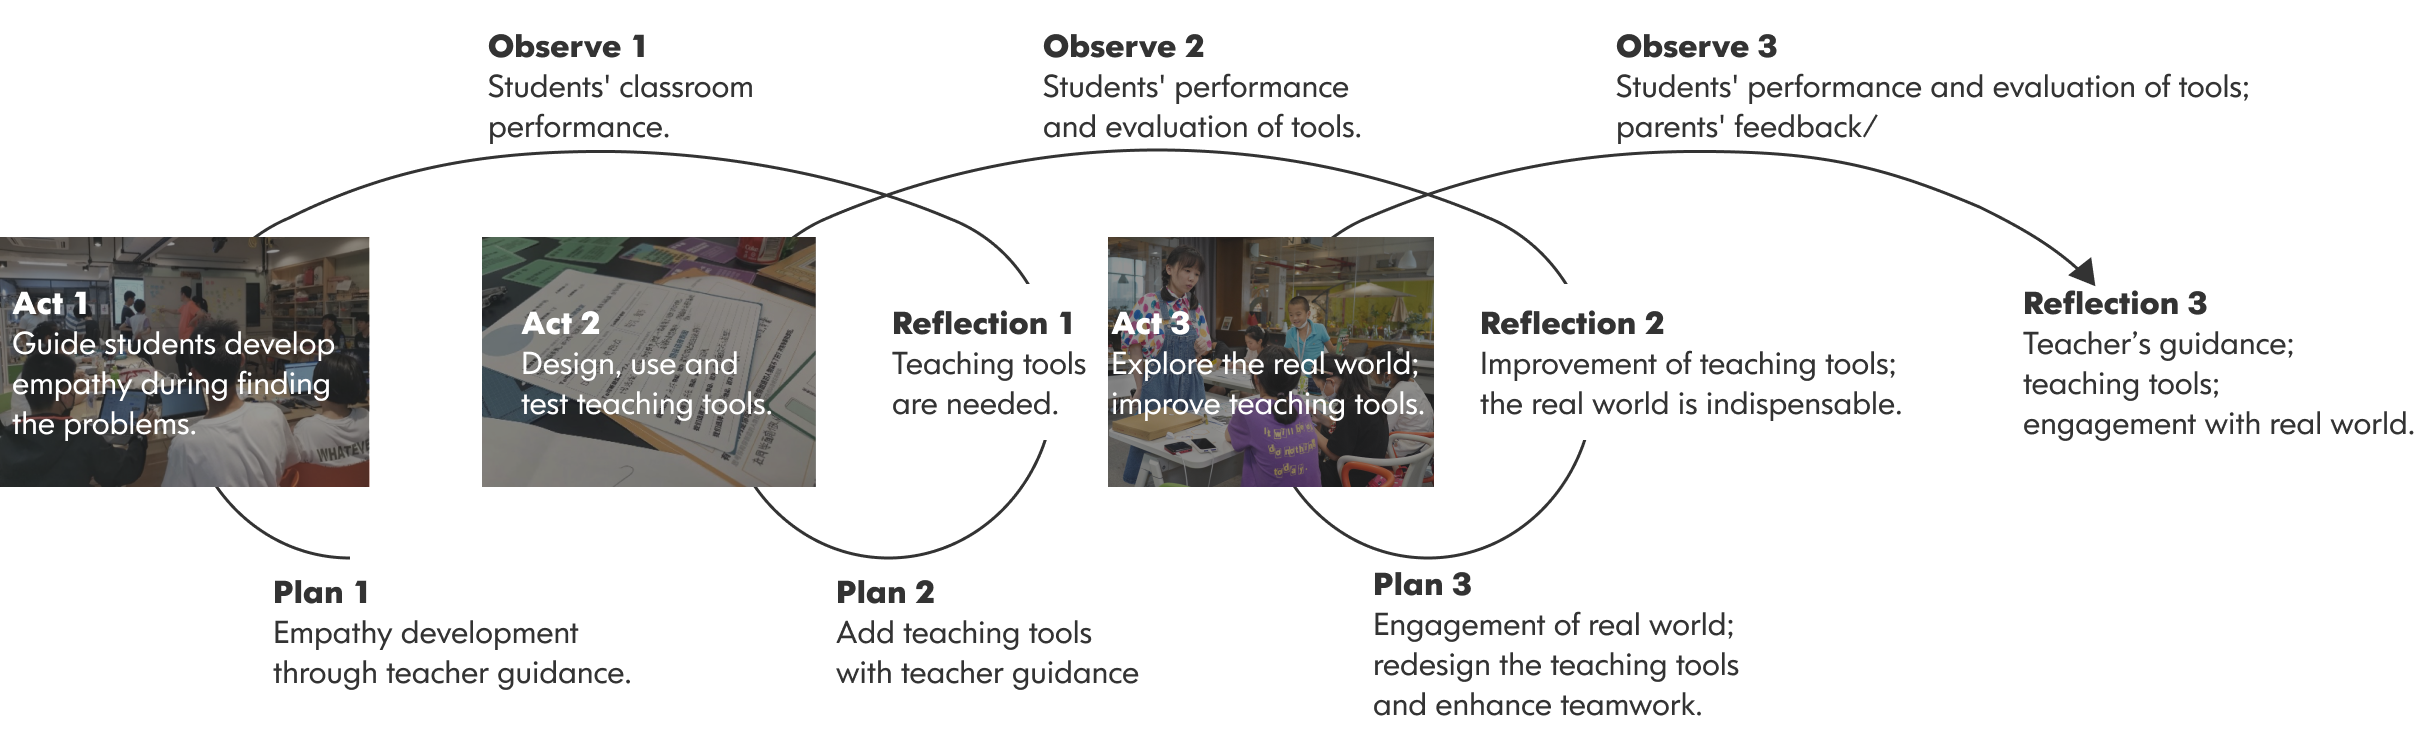 Observe 1
Students' classroom
performance.
Observe 2
Students' performance
and evaluation of tools.
Observe 3
Students' performance and evaluation of tools;
parents' feedback/
Act 1
Guide students develop
empathy during finding
the problems.
WHATEVE
Act 2
Design, use and
test teaching tools.
Reflection 1
Teaching tools
are needed.
Act 3
Explore the real world;
improve teaching tools.
Reflection 2
Improvement of teaching tools;
the real world is indispensable.
Reflection 3
Teacher’s guidance;
teaching tools;
engagement with real world.
Plan 1
Empathy development
through teacher guidance.
Plan 2
Add teaching tools
with teacher guidance
Plan 3
Engagement of real world;
redesign the teaching tools
and enhance teamwork.